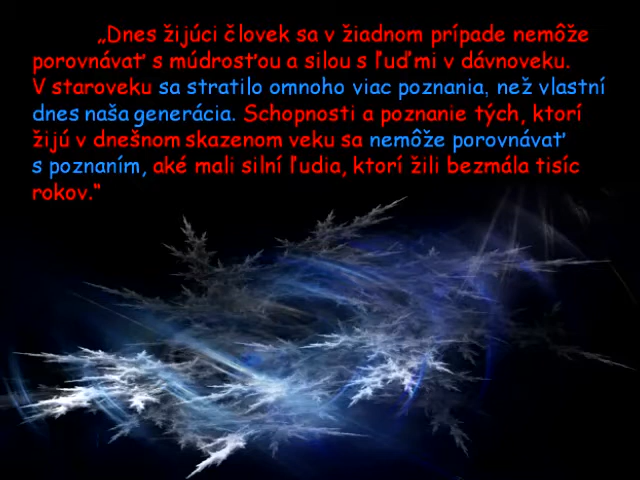 „Dnes žijúci človek sa v žiadnom prípade nemôže
porovnávať s múdrosťou a silou s ľuďmi v dávnoveku.
V staroveku sa stratilo omnoho viac poznania, než vlastní
dnes naša generácia. Schopnosti a poznanie tých, ktorí
žijú v dnešnom skazenom veku sa nemôže porovnávať
s poznaním, aké mali silní ľudia, ktorí žili bezmála tisíc
rokov.“